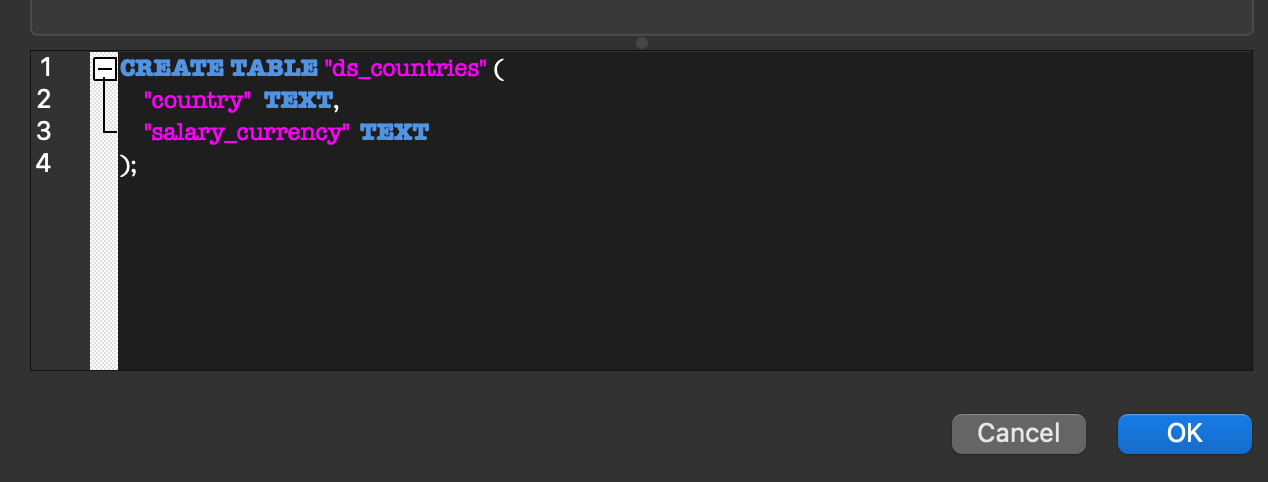 1 CREATE TABLE "ds_countries" (
2 "country" TEXT,
3 "salary_currency" TEXT
4 );
Cancel OK